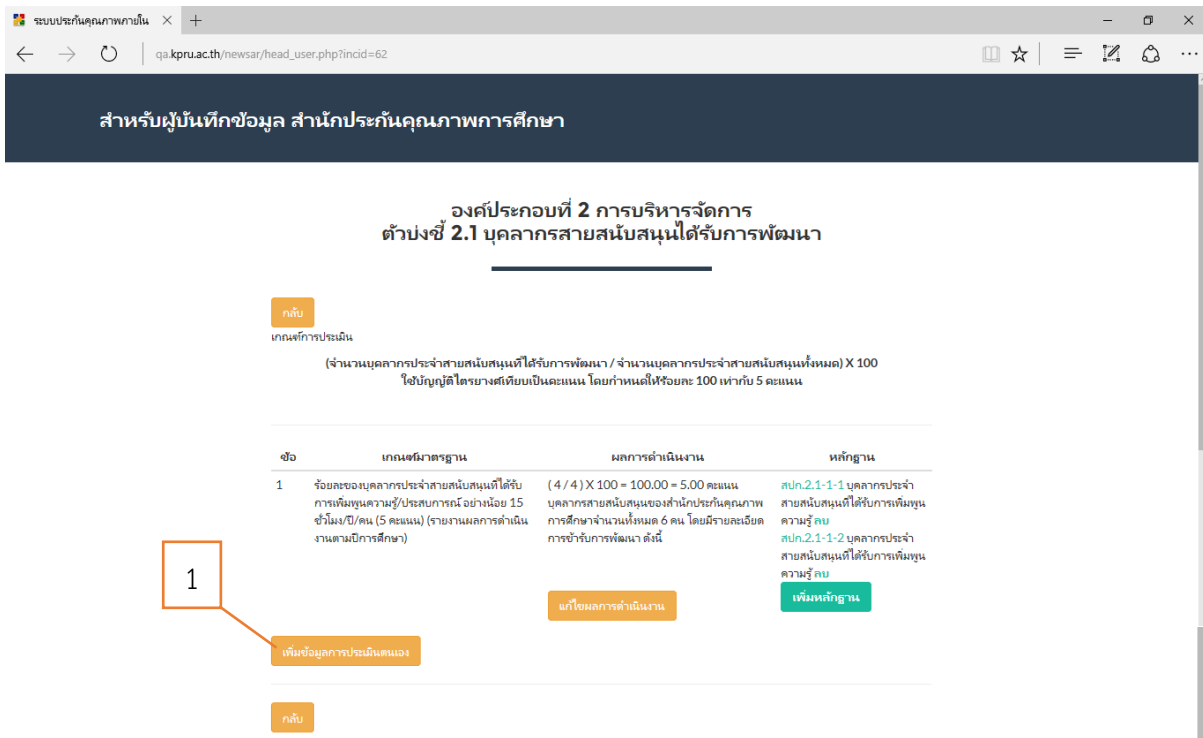 ระบบประกันคุณภาพภายใน
qa.kpru.ac.th/newsar/head_user.php?incid=62
สำหรับผู้บันทึกข้อมูล สำนักประกันคุณภาพการศึกษา
องค์ประกอบที่ 2 การบริหารจัดการ
ตัวบ่งชี้ 2.1 บุคลากรสายสนับสนุนได้รับการพัฒนา
กลับ
เกณฑ์การประเมิน
(จำนวนบุคลากรประจำสายสนับสนุนที่ได้รับการพัฒนา / จำนวนบุคลากรประจำสายสนับสนุนทั้งหมด) X 100
ใช้บัญญัติไตรยางศ์เทียบเป็นคะแนน โดยกำหนดให้ร้อยละ 100 เท่ากับ 5 คะแนน
ข้อ เกณฑ์มาตรฐาน ผลการดำเนินงาน หลักฐาน
1
ร้อยละของบุคลากรประจำสายสนับสนุนที่ได้รับ
การเพิ่มพูนความรู้/ประสบการณ์ อย่างน้อย 15
ชั่วโมง/ปี/คน (5 คะแนน) (รายงานผลการดำเนิน
งานตามปีการศึกษา)
( 4 / 4 ) X 100 = 100.00 = 5.00 คะแนน
บุคลากรสายสนับสนุนของสำนักประกันคุณภาพ
การศึกษาจำนวนทั้งหมด 6 คน โดยมีรายละเอียด
การเข้ารับการพัฒนา ดังนี้
แก้ไขผลการดำเนินงาน
สปก.2.1-1-1 บุคลากรประจำ
สายสนับสนุนที่ได้รับการเพิ่มพูน
ความรู้ ลบ
สปก.2.1-1-2 บุคลากรประจำ
สายสนับสนุนที่ได้รับการเพิ่มพูน
ความรู้ ลบ
เพิ่มหลักฐาน
1
เพิ่มข้อมูลการประเมินตนเอง
กลับ